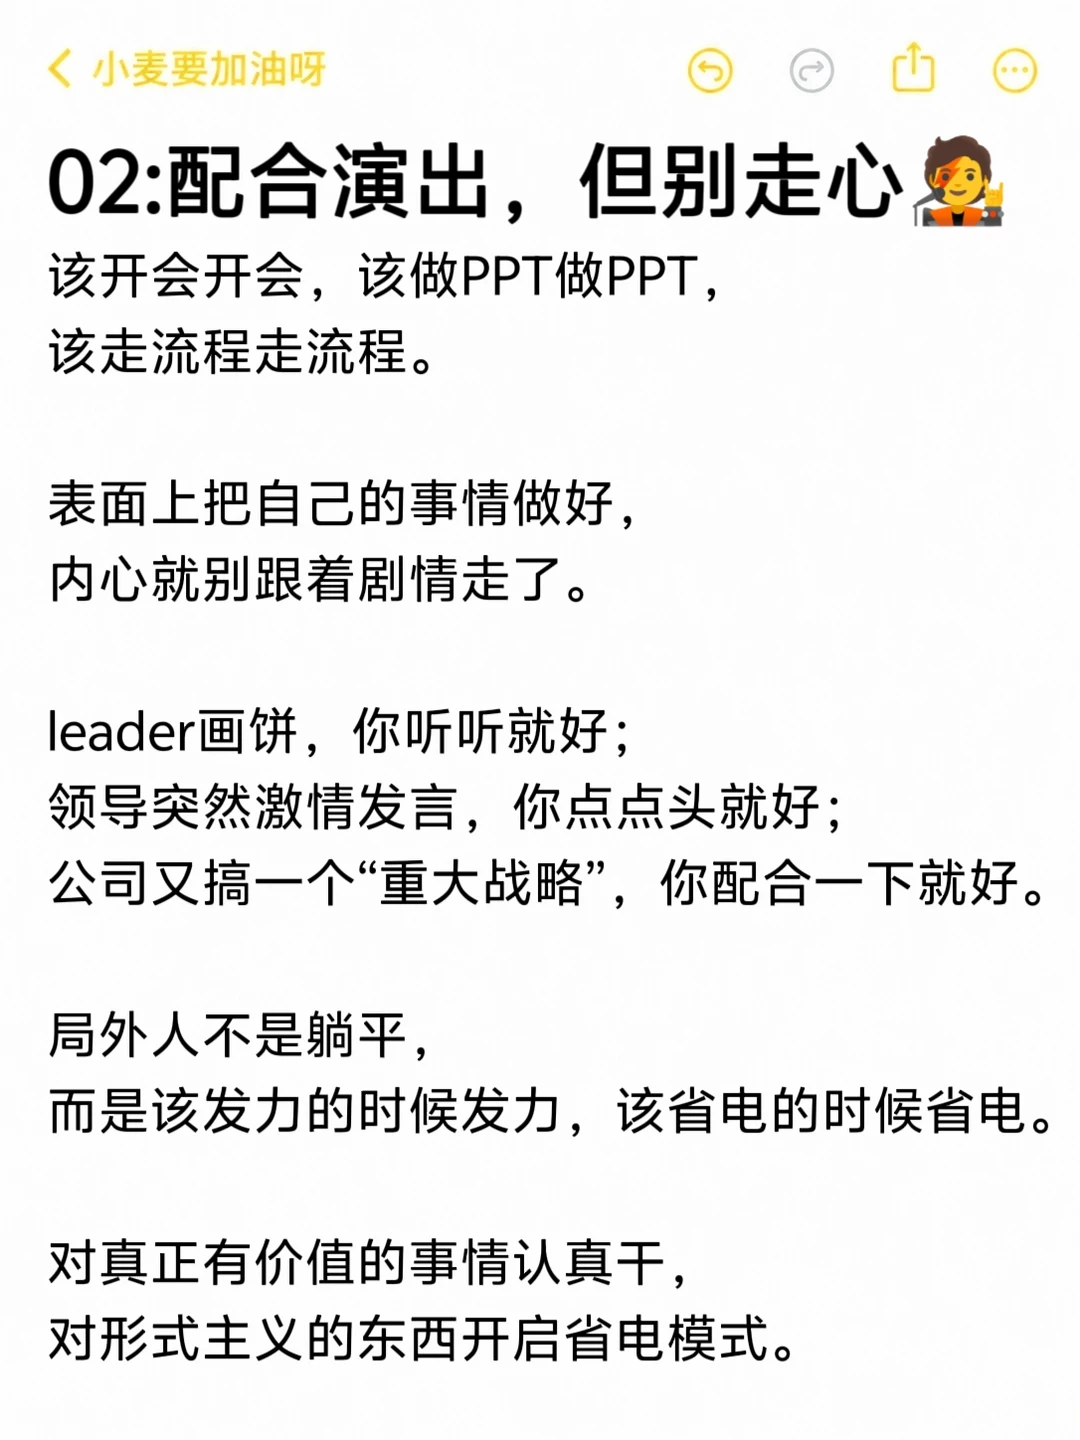 小麦要加油呀
02:配合演出，但别走心
该开会开会，该做PPT做PPT，
该走流程走流程。
表面上把自己的事情做好，
内心就别跟着剧情走了。
leader画饼，你听听就好；
领导突然激情发言，你点点头就好；
公司又搞一个“重大战略”，你配合一下就好。
局外人不是躺平，
而是该发力的时候发力，该省电的时候省电。
对真正有价值的事情认真干，
对形式主义的东西开启省电模式。